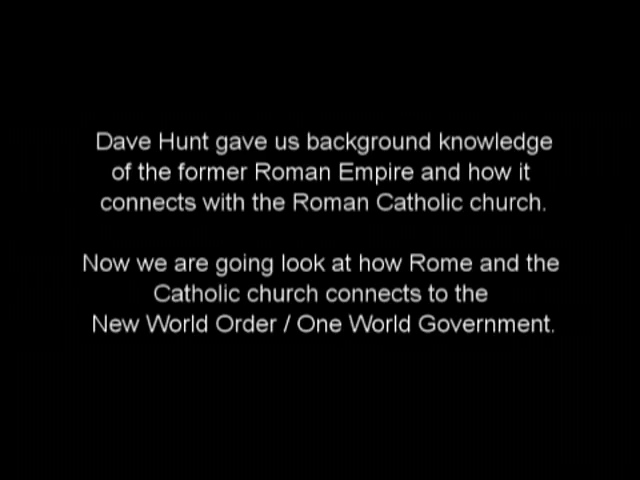 Dave Hunt gave us background knowledge
of the former Roman Empire and how it
connects with the Roman Catholic church.
Now we are going look at how Rome and the
Catholic church connects to the
New World Order / One World Government.